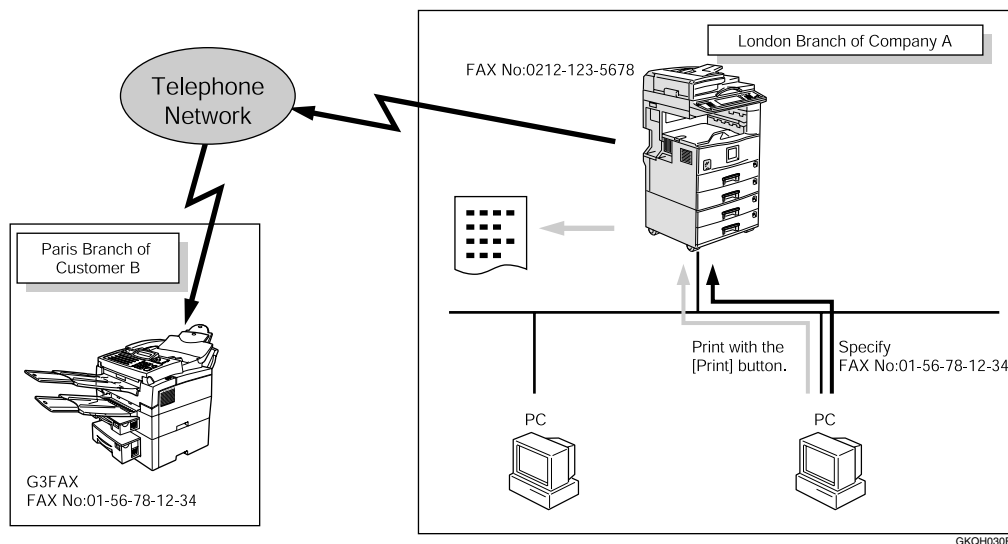 London Branch of Company A
FAX No:0212-123-5678
Telephone
Network
Paris Branch of
Customer B
Print with the
[Print] button.
Specify
FAX No:01-56-78-12-34
PC
PC
G3FAX
FAX No:01-56-78-12-34